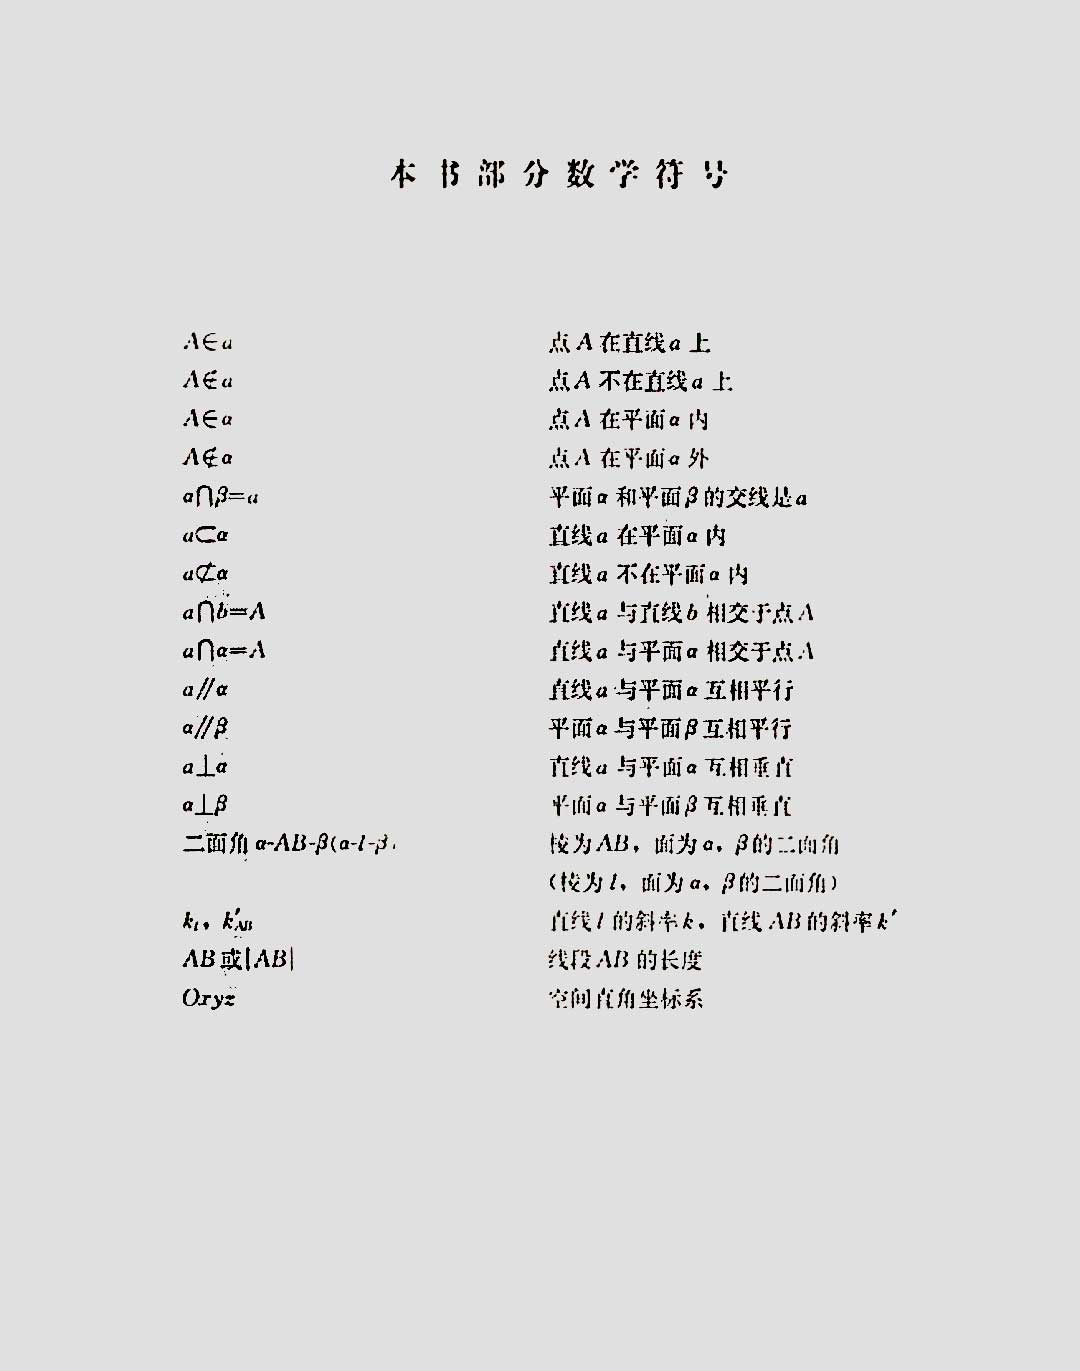 本书部分数学符号
A∈a 点A在直线a上
A∉a 点A不在直线a上
A∈α 点A在平面α内
A∉α 点A在平面α外
α⋂β=a 平面α和平面β的交线是a
a⊂α 直线a在平面α内
a⊄α 直线a不在平面α内
a⋂b=A 直线a与直线b相交于点A
a⋂α=A 直线a与平面α相交于点A
a//α 直线a与平面α互相平行
α//β 平面α与平面β互相平行
a⊥α 直线a与平面α互相垂直
α⊥β 平面α与平面β互相垂直
二面角α-AB-β(α-l-β) 棱为AB，面为α，β的二面角
(棱为l，面为α，β的二面角)
kₗ，k′AB 直线l的斜率k，直线AB的斜率k′
AB或|AB| 线段AB的长度
Oxyz 空间直角坐标系